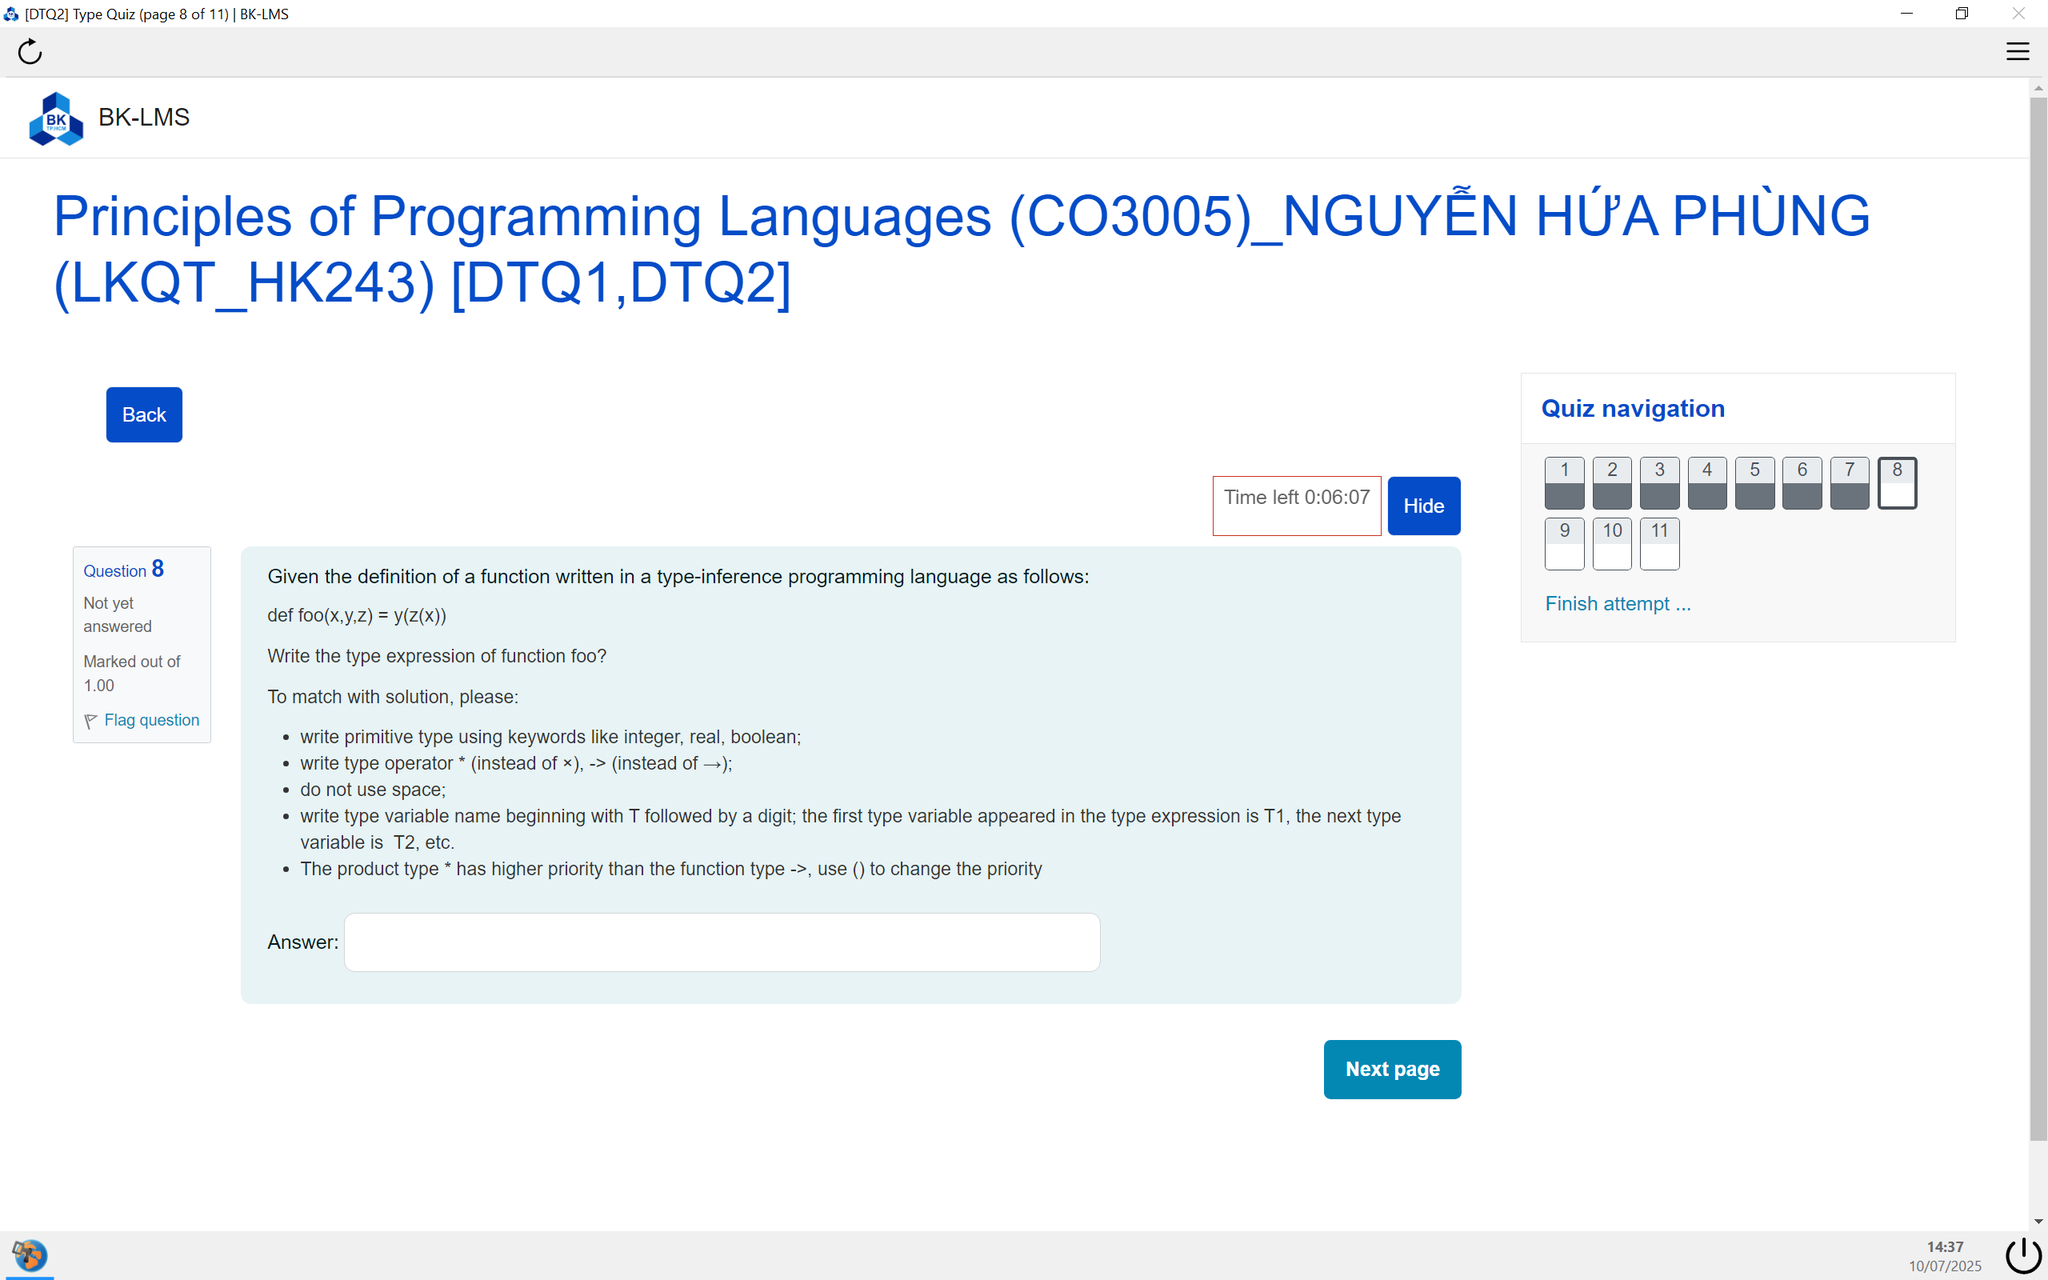 [DTQ2] Type Quiz (page 8 of 11) | BK-LMS
BK
TP.HCM
BK-LMS
Principles of Programming Languages (CO3005)_NGUYỄN HỨA PHÙNG
(LKQT_HK243) [DTQ1,DTQ2]
Back
Time left 0:06:07
Hide
Question 8
Not yet
answered
Marked out of
1.00
Flag question
Given the definition of a function written in a type-inference programming language as follows:
def foo(x,y,z) = y(z(x))
Write the type expression of function foo?
To match with solution, please:
• write primitive type using keywords like integer, real, boolean;
• write type operator * (instead of ×), -> (instead of →);
• do not use space;
• write type variable name beginning with T followed by a digit; the first type variable appeared in the type expression is T1, the next type
variable is  T2, etc.
• The product type * has higher priority than the function type ->, use () to change the priority
Answer:
Next page
Quiz navigation
1 2 3 4 5 6 7 8
9 10 11
Finish attempt ...
14:37
10/07/2025